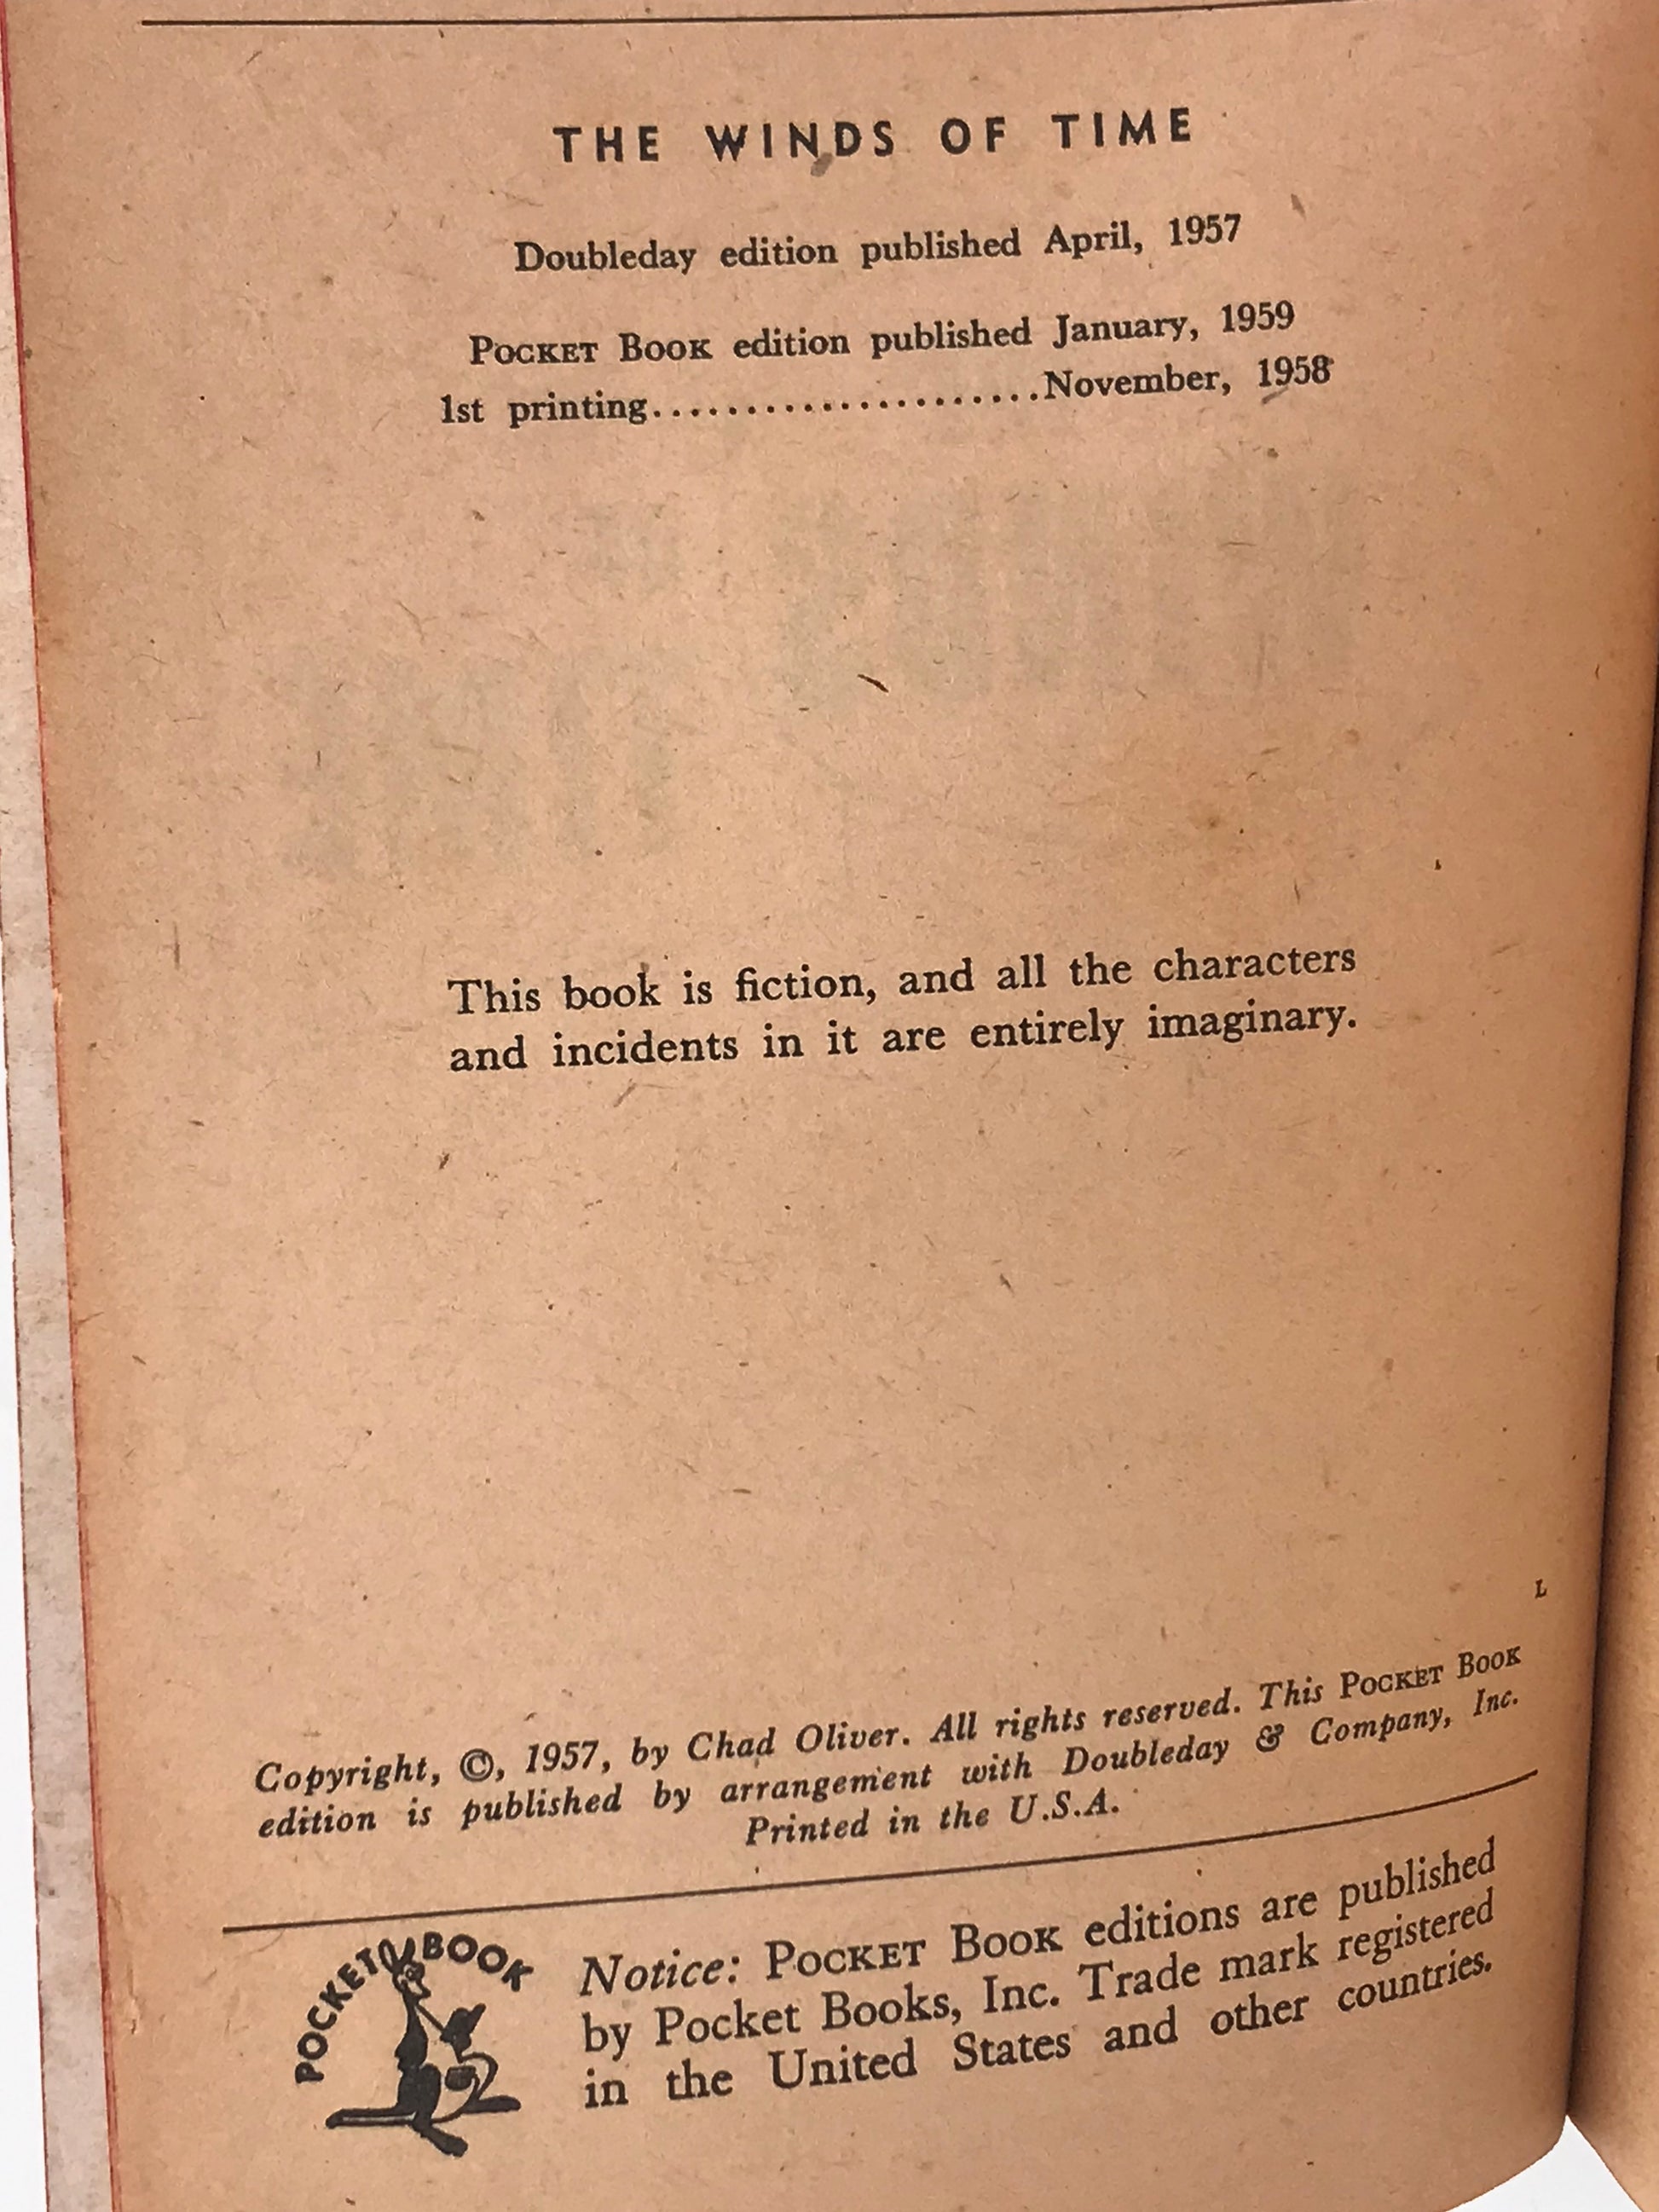 THE WINDS OF TIME
Doubleday edition published April, 1957
POCKET BOOK edition published January, 1959
1st printing.....................November, 1958
This book is fiction, and all the characters
and incidents in it are entirely imaginary.
L
Copyright, ©, 1957, by Chad Oliver. All rights reserved. This POCKET BOOK
edition is published by arrangement with Doubleday & Company, Inc.
Printed in the U.S.A.
POCKET BOOK
Notice: POCKET BOOK editions are published
by Pocket Books, Inc. Trade mark registered
in the United States and other countries.